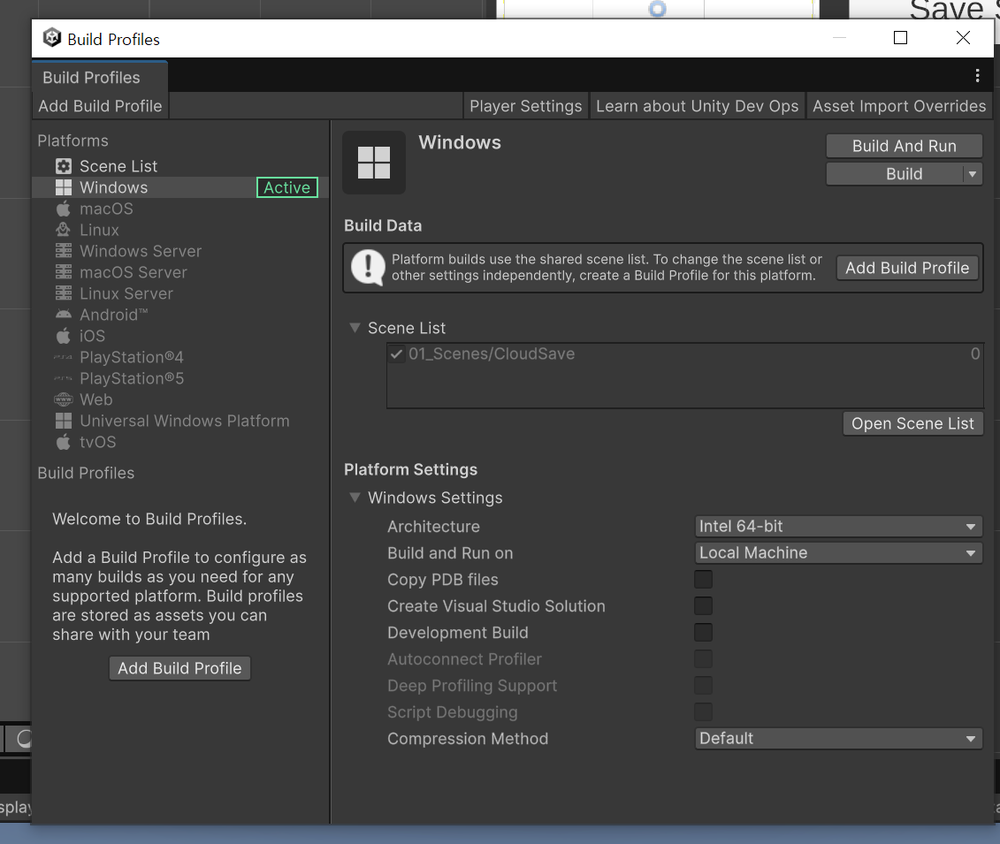 Save
Build Profiles
Build Profiles
Add Build Profile
Player Settings
Learn about Unity Dev Ops
Asset Import Overrides
Platforms
Scene List
Windows
Active
macOS
Linux
Windows Server
macOS Server
Linux Server
Android™
iOS
PlayStation®4
PlayStation®5
Web
Universal Windows Platform
tvOS
Build Profiles
Welcome to Build Profiles.
Add a Build Profile to configure as
many builds as you need for any
supported platform. Build profiles
are stored as assets you can
share with your team
Add Build Profile
Windows
Build And Run
Build
Build Data
Platform builds use the shared scene list. To change the scene list or
other settings independently, create a Build Profile for this platform.
Add Build Profile
Scene List
01_Scenes/CloudSave 0
Open Scene List
Platform Settings
Windows Settings
Architecture Intel 64-bit
Build and Run on Local Machine
Copy PDB files
Create Visual Studio Solution
Development Build
Autoconnect Profiler
Deep Profiling Support
Script Debugging
Compression Method Default